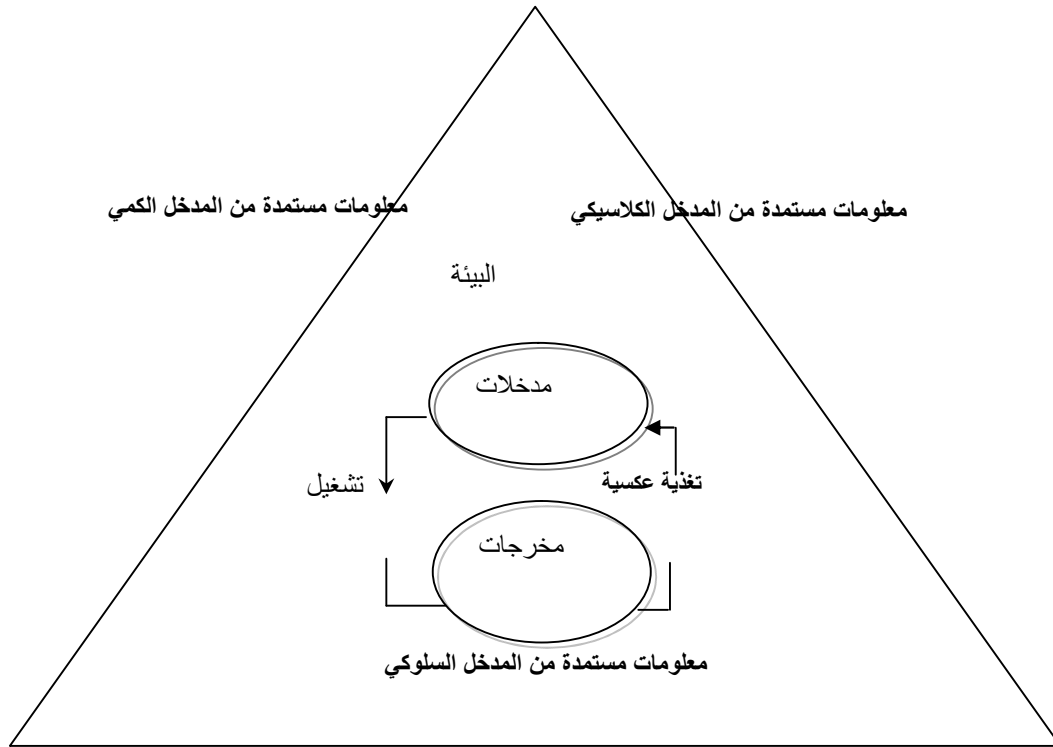 معلومات مستمدة من المدخل الكلاسيكي
معلومات مستمدة من المدخل الكمي
البيئة
مدخلات
تغذية عكسية
تشغيل
مخرجات
معلومات مستمدة من المدخل السلوكي